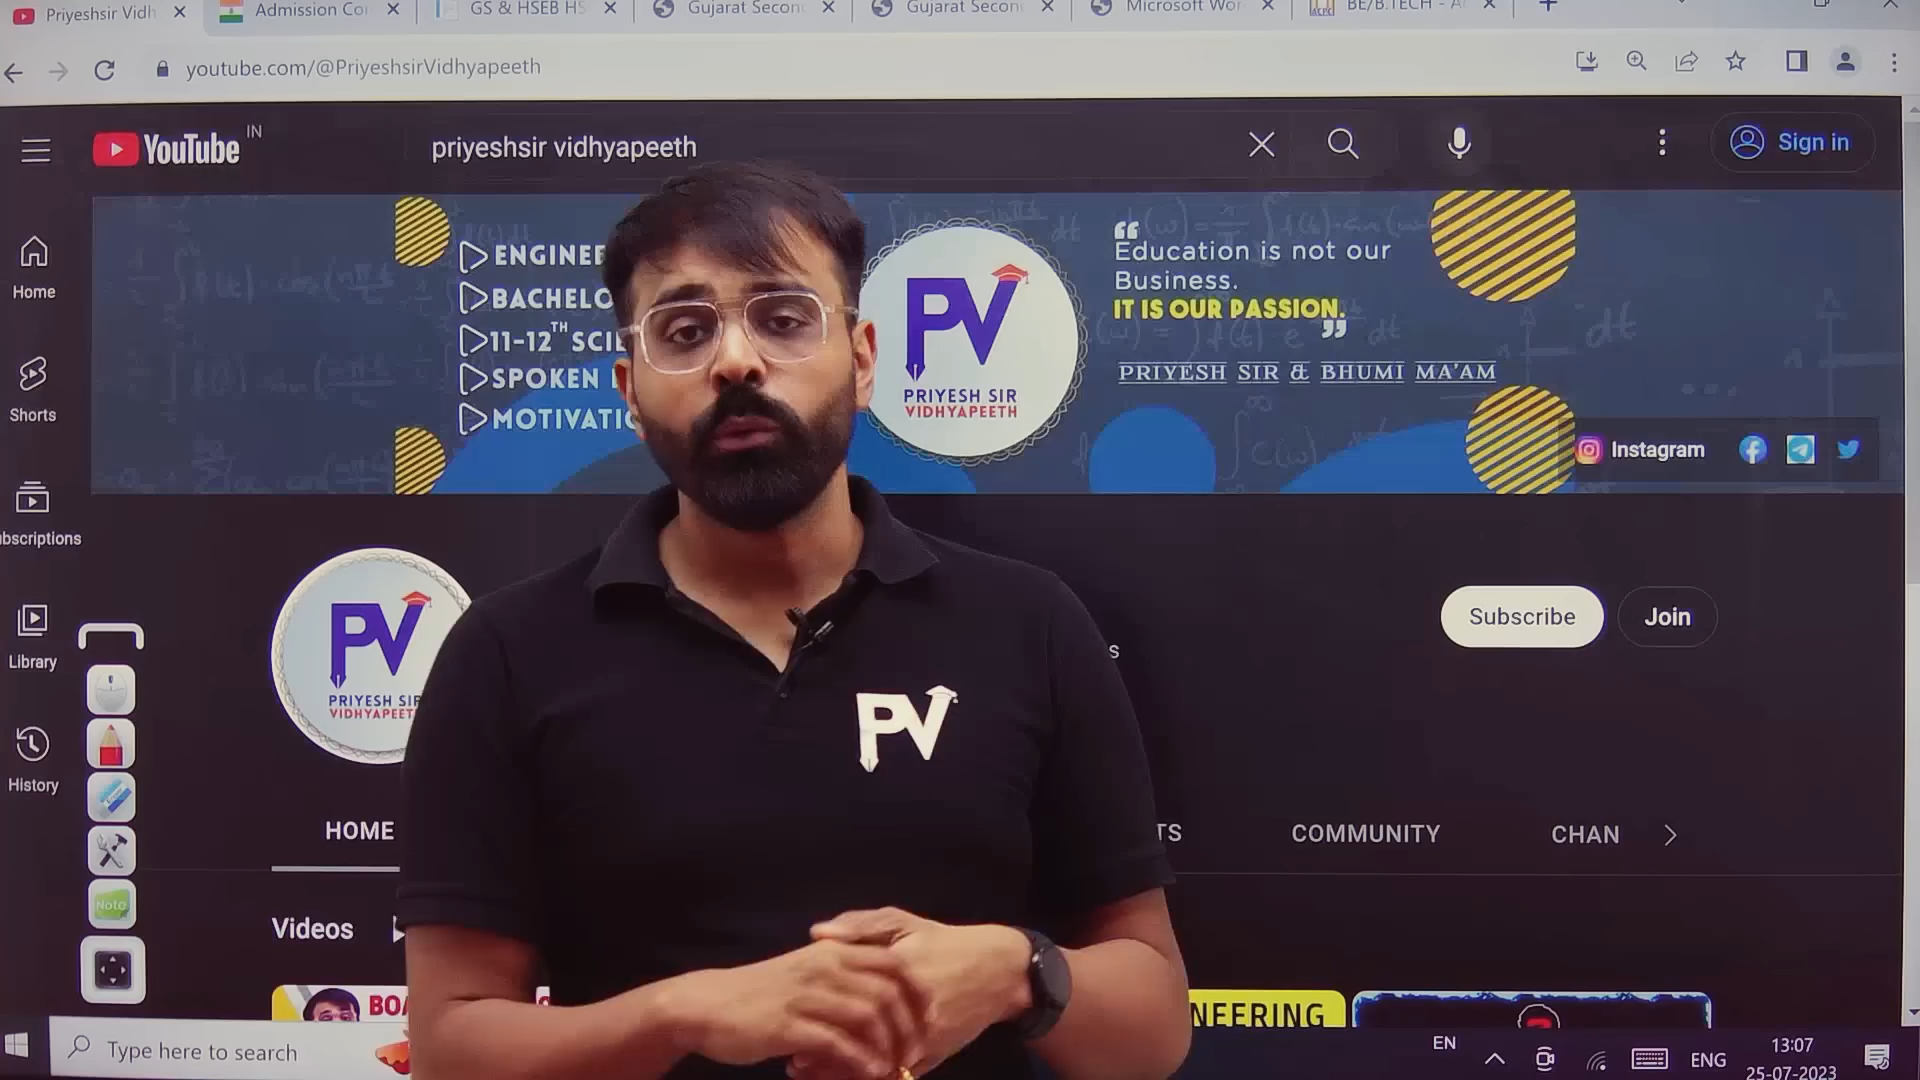 Priyeshsir Vidh
Admission Co
GS & HSEB HS
Gujarat Secon
Gujarat Secon
Microsoft Wor
BE/B.TECH - A
youtube.com/@PriyeshsirVidhyapeeth
YouTube IN
priyeshsir vidhyapeeth
Sign in
Home
Shorts
bscriptions
Library
History
ENGINEE
BACHELO
11-12TH SCI
SPOKEN
MOTIVATI
PV
PRIYESH SIR
VIDHYAPEETH
“Education is not our
Business.
IT IS OUR PASSION.”
PRIYESH SIR & BHUMI MA'AM
Instagram
PV
PRIYESH SIR
VIDHYAPEET
s
Subscribe
Join
PV
HOME
TS
COMMUNITY
CHAN
Note
Videos
BOA
NEERING
Type here to search
EN
ENG
13:07
25-07-2023